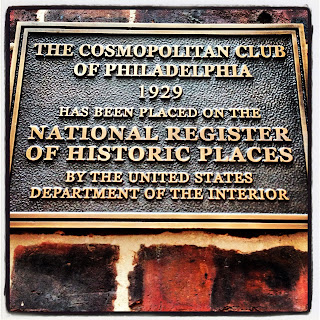 THE COSMOPOLITAN CLUB
OF PHILADELPHIA
1929
HAS BEEN PLACED ON THE
NATIONAL REGISTER
OF HISTORIC PLACES
BY THE UNITED STATES
DEPARTMENT OF THE INTERIOR